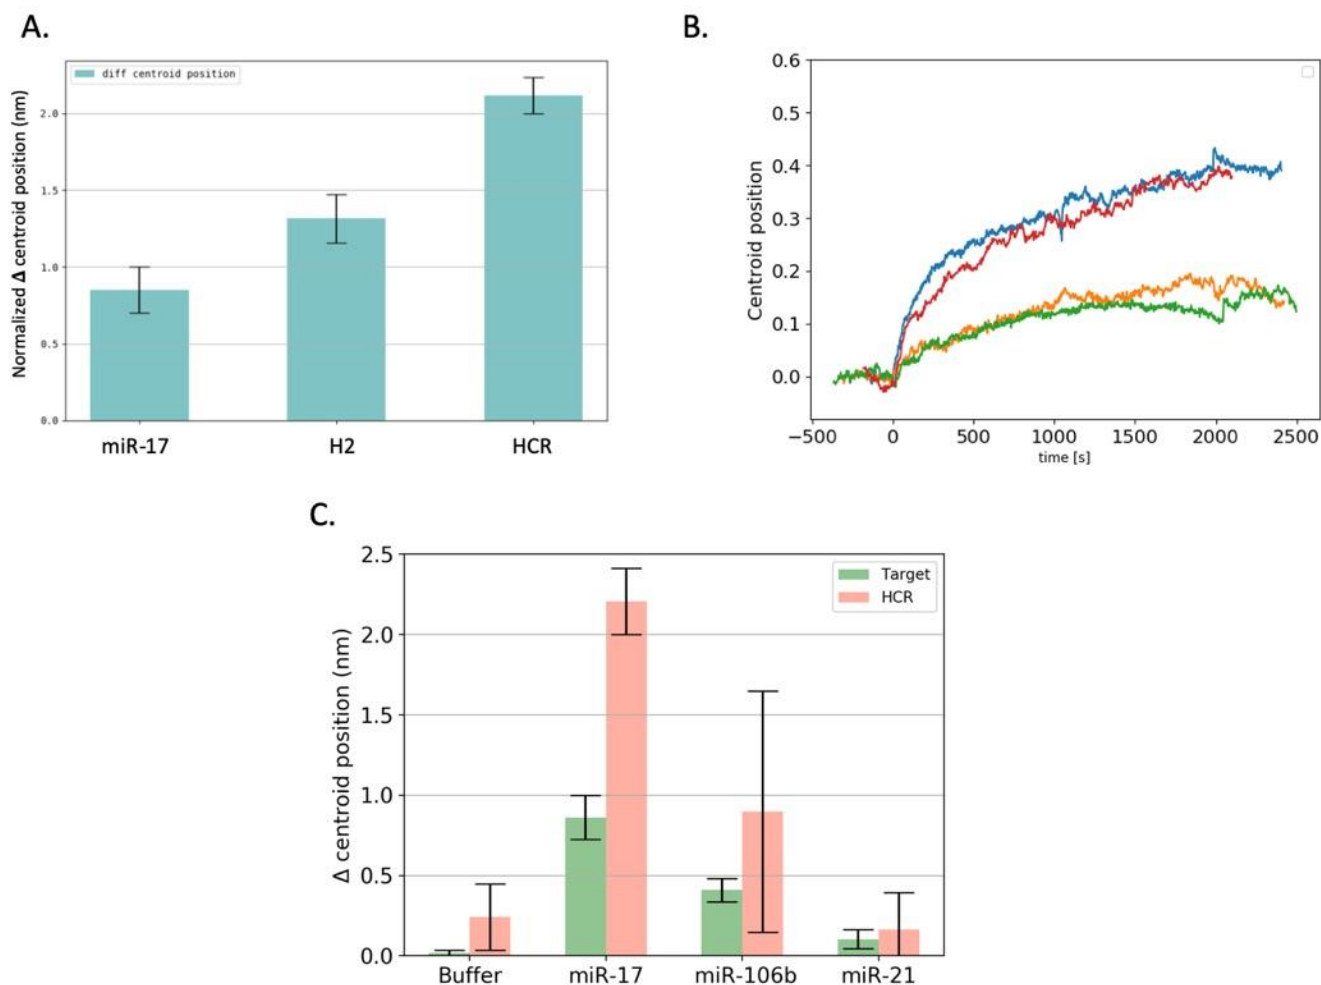 A.
diff centroid position
Normalized Δ centroid position (nm)
2.0
1.5
1.0
0.5
0.0
miR-17 H2 HCR
B.
Centroid position
0.6
0.5
0.4
0.3
0.2
0.1
0.0
−500 0 500 1000 1500 2000 2500
time [s]
C.
Target
HCR
Δ centroid position (nm)
2.5
2.0
1.5
1.0
0.5
0.0
Buffer miR-17 miR-106b miR-21